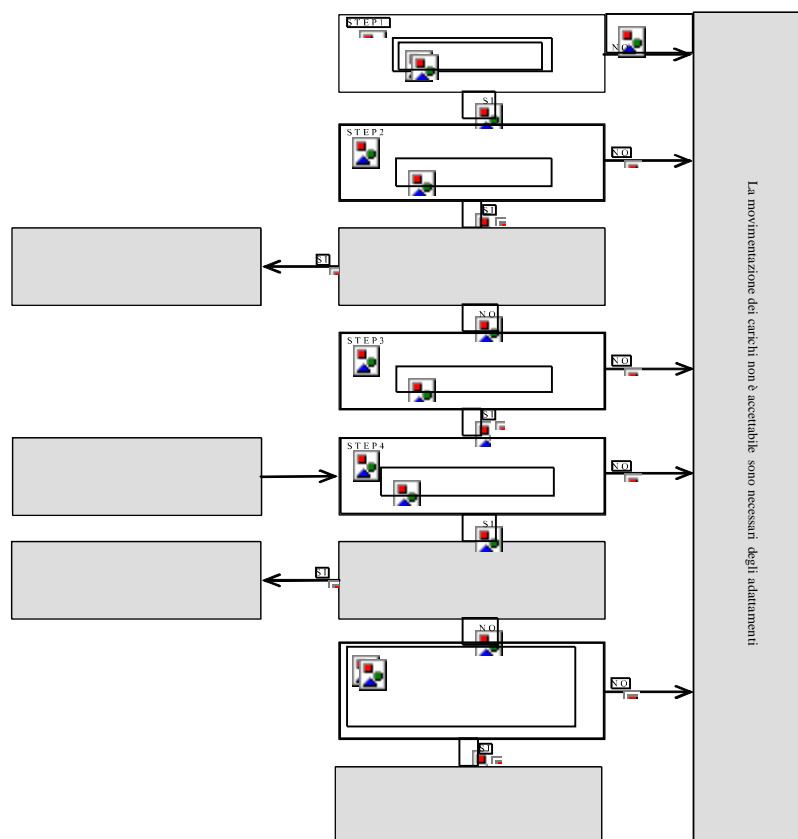 STEP1
NO
SI
STEP2
NO
SI
SI
NO
STEP3
NO
SI
STEP4
NO
SI
SI
NO
NO
SI
La movimentazione dei carichi non è accettabile sono necessari degli adattamenti